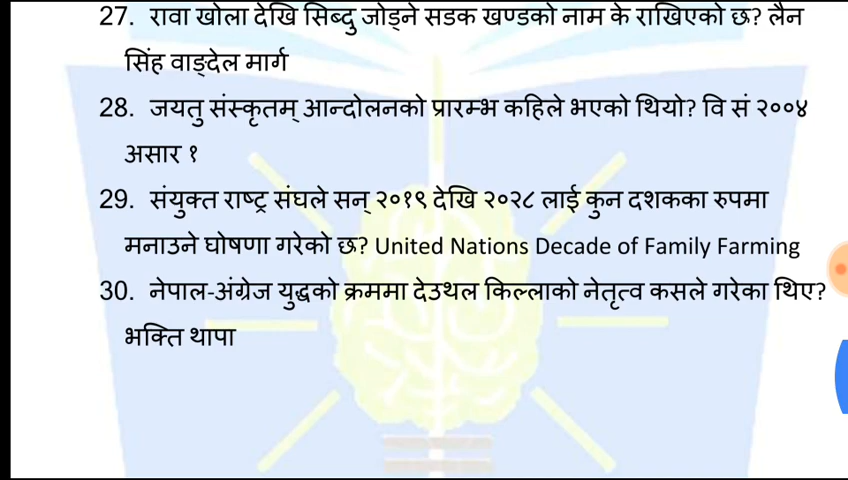 27. रावा खोला देखि सिब्दु जोड्ने सडक खण्डको नाम के राखिएको छ? लैन
सिंह वाङ्देल मार्ग
28. जयतु संस्कृतम् आन्दोलनको प्रारम्भ कहिले भएको थियो? वि सं २००४
असार १
29. संयुक्त राष्ट्र संघले सन् २०१९ देखि २०२८ लाई कुन दशकका रुपमा
मनाउने घोषणा गरेको छ? United Nations Decade of Family Farming
30. नेपाल-अंग्रेज युद्धको क्रममा देउथल किल्लाको नेतृत्व कसले गरेका थिए?
भक्ति थापा